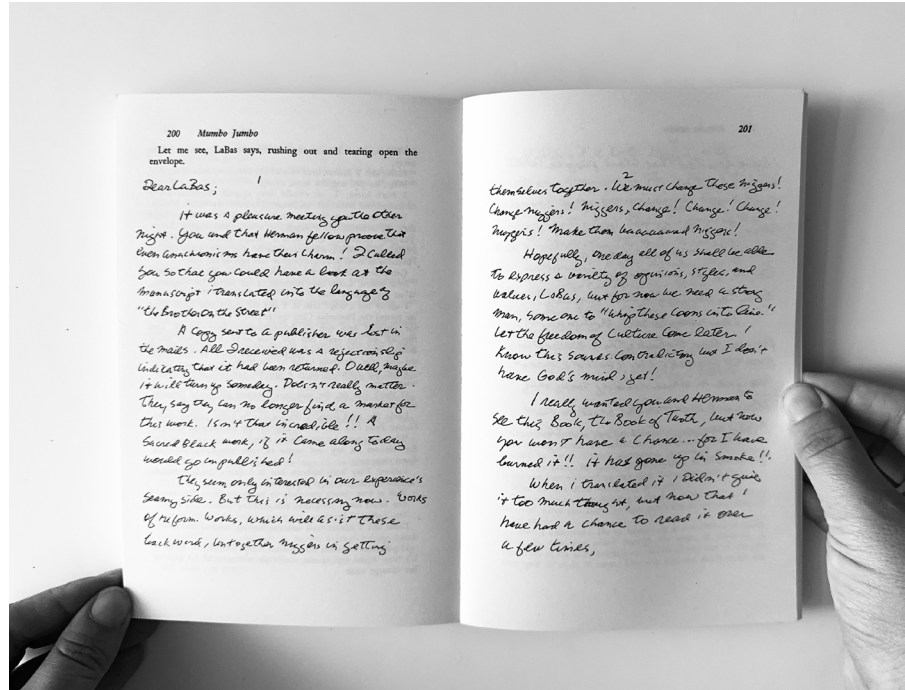 200 Mumbo Jumbo
Let me see, LaBas says, rushing out and tearing open the
envelope.
1
Dear LaBas;
It was a pleasure meeting you the other
night. You and that Herman fellow proove that
even anachronisms have their charm! I called
you so that you could have a look at the
manuscript i translated into the language of
"the Brother on the Street"
A Copy sent to a publisher was lost in
the mails. All I received was a rejection slip
indicating that it had been returned. O well, maybe
it will turn up someday. Doesn't really matter.
They say they can no longer find a market for
this work. Isn't that incredible!! A
Sacred Black work, if it came along today
would go unpublished!
They seem only interested in our experience's
seamy side. But this is necessary now. Works
of reform. Works, which will assist these
backward, untogether niggers in getting
201
2
themselves together. We must change these niggers!
Change niggers! Niggers, Change! Change! Change!
Niggers! Make them baaaaaaad Niggers!
Hopefully, one day all of us shall be able
to express a variety of opinions, styles, and
values, LaBas, but for now we need a strong
man, some one to "whip these coons into line."
Let the freedom of Culture come later! I
know this sounds contradictory but I don't
have God's mind, yet!
I really wanted you and Herman to
see this Book, the Book of Thoth, but now
you won't have a chance... for I have
burned it!! it has gone up in smoke!!
When i translated it i didn't give
it too much thought, but now that I
have had a chance to read it over
a few times,